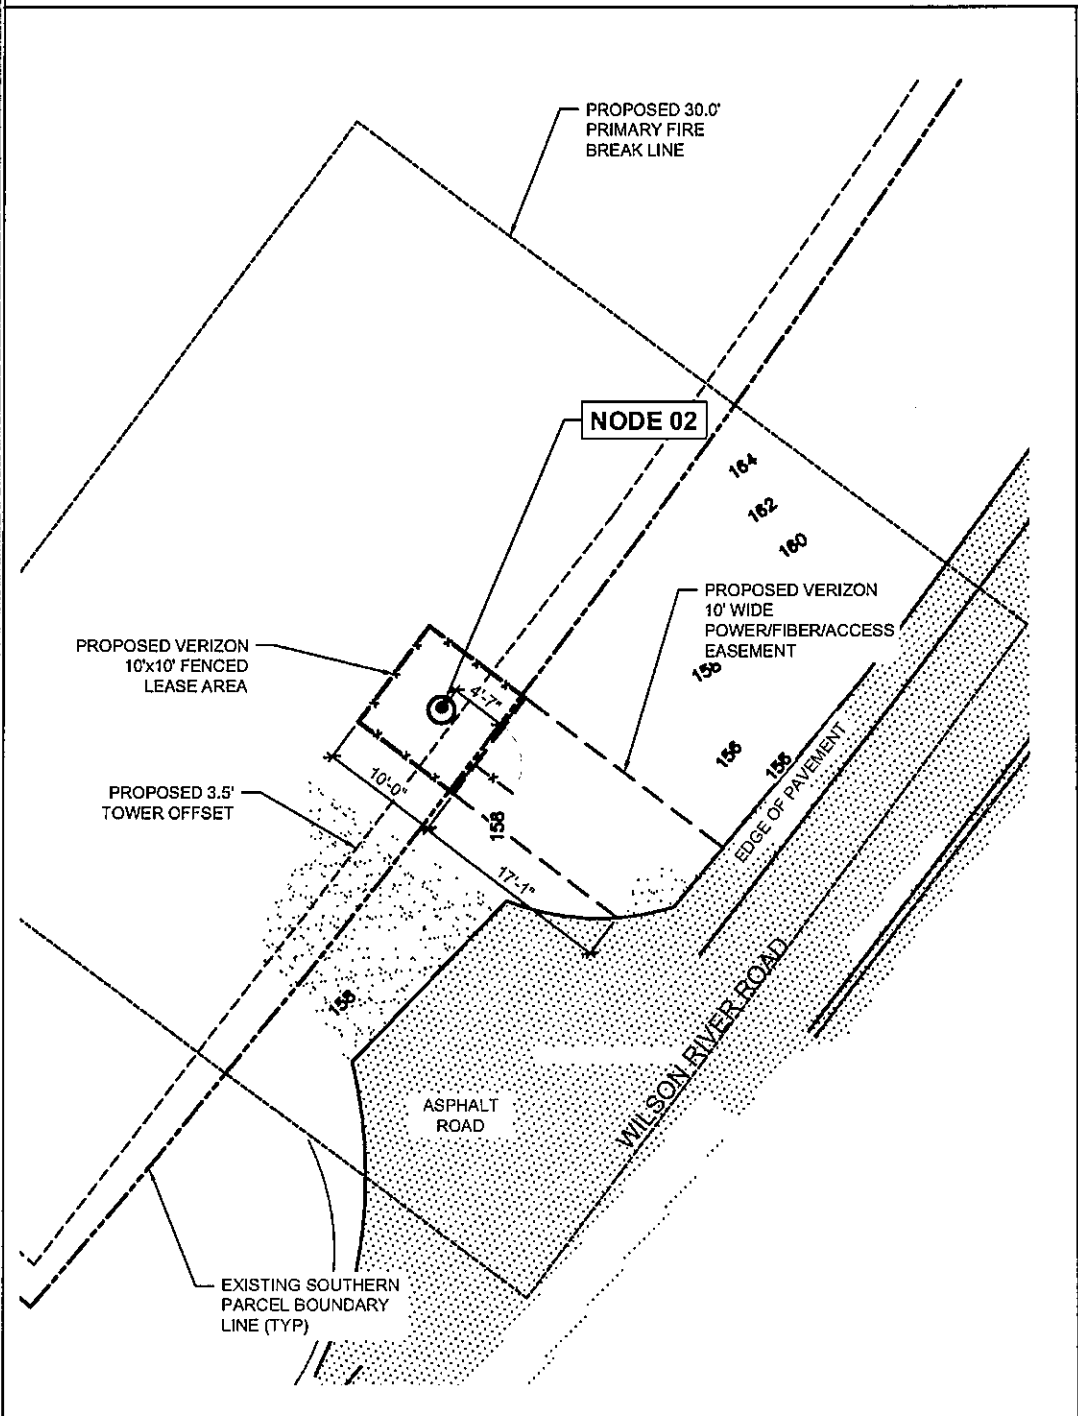 PROPOSED 30.0'
PRIMARY FIRE
BREAK LINE
NODE 02
164
162
160
PROPOSED VERIZON
10' WIDE
POWER/FIBER/ACCESS
EASEMENT
PROPOSED VERIZON
10'x10' FENCED
LEASE AREA
158
4'-7"
156
156
EDGE OF PAVEMENT
10'-0"
PROPOSED 3.5'
TOWER OFFSET
158
17'-1"
158
WILSON RIVER ROAD
ASPHALT
ROAD
EXISTING SOUTHERN
PARCEL BOUNDARY
LINE (TYP)